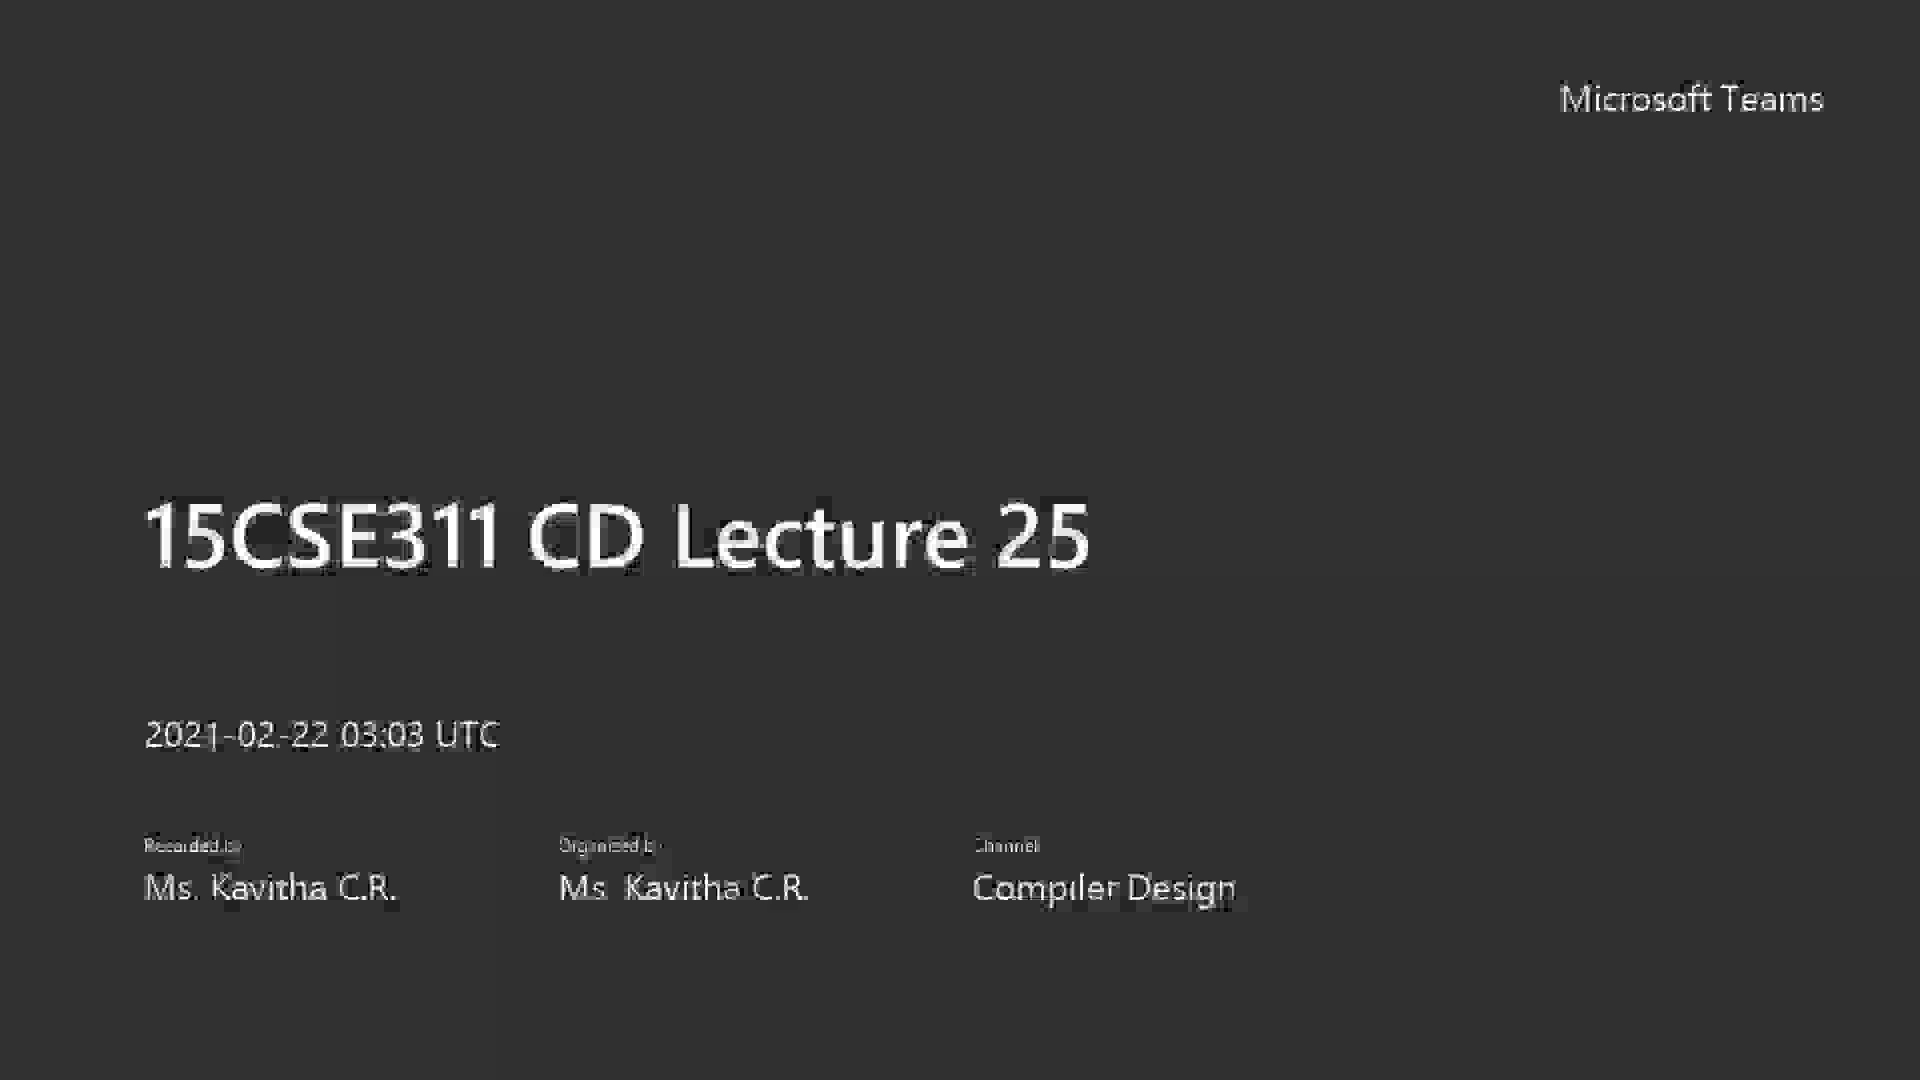 Microsoft Teams
15CSE311 CD Lecture 25
2021-02-22 03:03 UTC
Recorded by Organized by Channel
Ms. Kavitha C.R. Ms. Kavitha C.R. Compiler Design